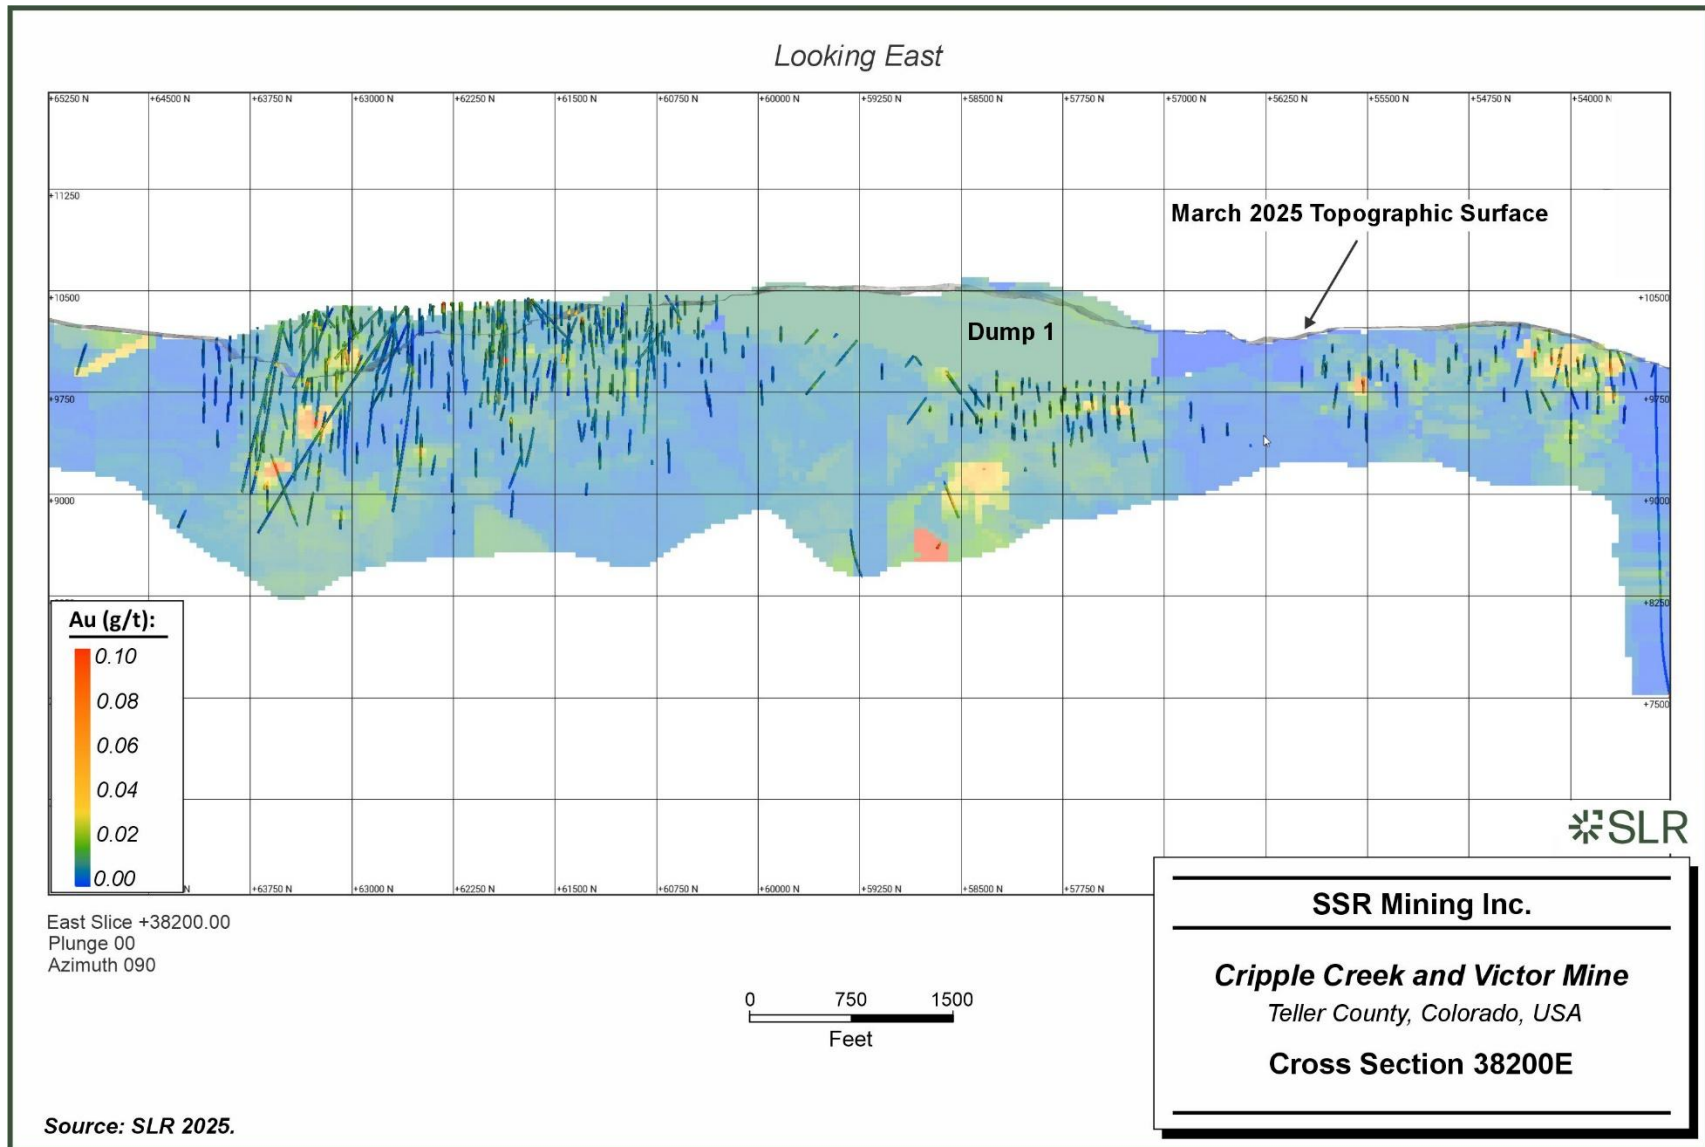 Looking East
+65250 N +64500 N +63750 N +63000 N +62250 N +61500 N +60750 N +60000 N +59250 N +58500 N +57750 N +57000 N +56250 N +55500 N +54750 N +54000 N
+11250
March 2025 Topographic Surface
+10500 +10500
Dump 1
+9750 +9750
+9000 +9000
+8250
Au (g/t):
0.10
0.08
0.06
0.04
0.02
0.00
+7500
SLR
+63750 N +63000 N +62250 N +61500 N +60750 N +60000 N +59250 N +58500 N +57750 N
East Slice +38200.00
Plunge 00
Azimuth 090
0 750 1500
Feet
SSR Mining Inc.
Cripple Creek and Victor Mine
Teller County, Colorado, USA
Cross Section 38200E
Source: SLR 2025.